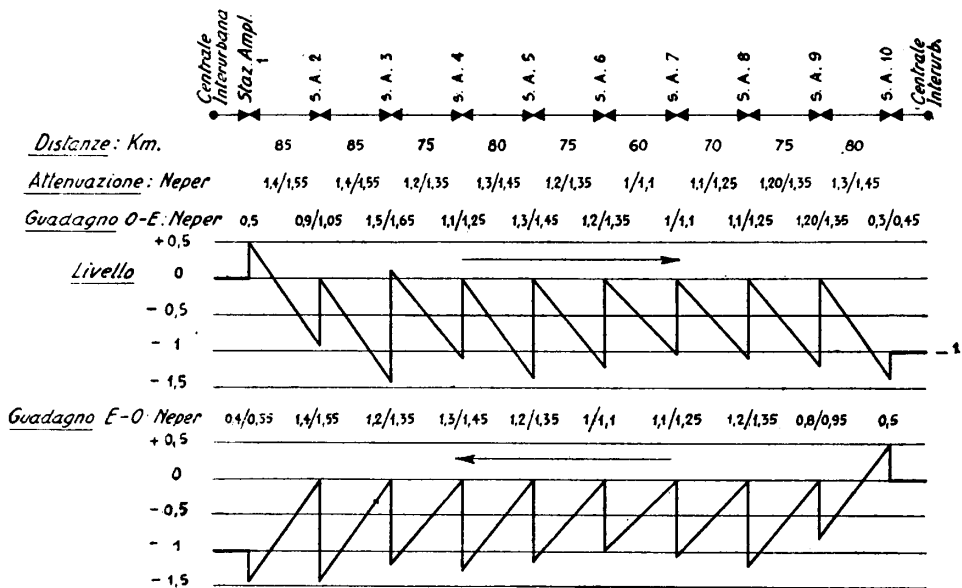 Centrale Interurbana
Staz. Ampl. 1
S. A. 2
S. A. 3
S. A. 4
S. A. 5
S. A. 6
S. A. 7
S. A. 8
S. A. 9
S. A. 10
Centrale Interurb.
Distanze: Km. 85 85 75 80 75 60 70 75 80
Attenuazione: Neper 1,4/1,55 1,4/1,55 1,2/1,35 1,3/1,45 1,2/1,35 1/1,1 1,1/1,25 1,20/1,35 1,3/1,45
Guadagno O-E: Neper 0,5 0,9/1,05 1,5/1,65 1,1/1,25 1,3/1,45 1,2/1,35 1/1,1 1,1/1,25 1,20/1,35 0,3/0,45
+ 0,5
Livello 0
- 0,5
- 1
- 1
- 1,5
Guadagno E-O: Neper 0,4/0,55 1,4/1,55 1,2/1,35 1,3/1,45 1,2/1,35 1/1,1 1,1/1,25 1,2/1,35 0,8/0,95 0,5
+ 0,5
0
- 0,5
- 1
- 1,5